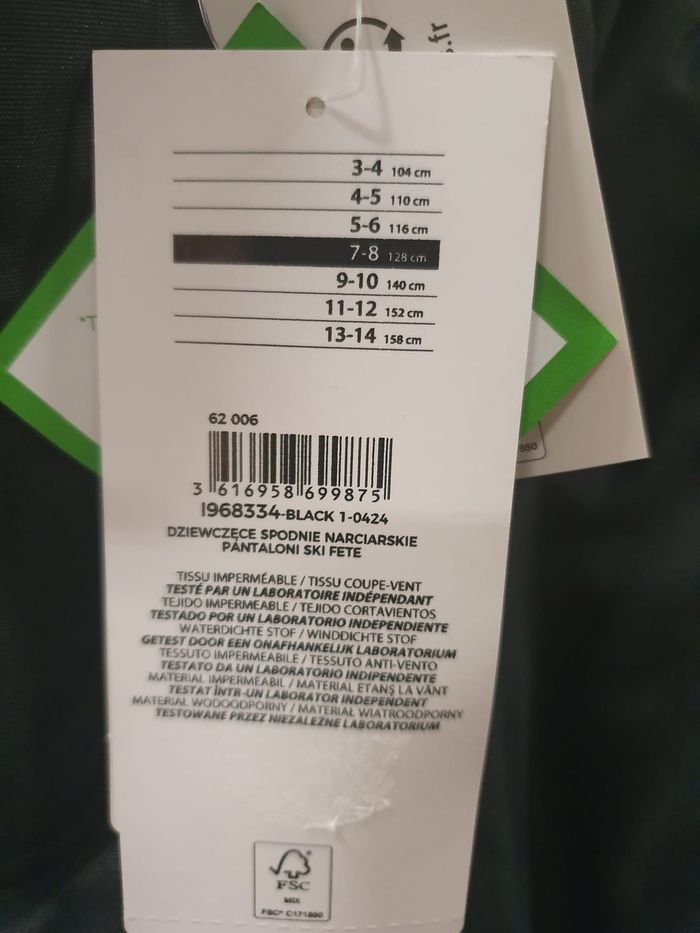 s.fr
3-4 104 cm
4-5 110 cm
5-6 116 cm
7-8 128 cm
9-10 140 cm
11-12 152 cm
13-14 158 cm
62 006
3 616958 699875
I968334-BLACK 1-0424
DZIEWCZĘCE SPODNIE NARCIARSKIE
PANTALONI SKI FETE
TISSU IMPERMÉABLE / TISSU COUPE-VENT
TESTÉ PAR UN LABORATOIRE INDÉPENDANT
TEJIDO IMPERMEABLE / TEJIDO CORTAVIENTOS
TESTADO POR UN LABORATORIO INDEPENDIENTE
WATERDICHTE STOF / WINDDICHTE STOF
GETEST DOOR EEN ONAFHANKELIJK LABORATORIUM
TESSUTO IMPERMEABILE / TESSUTO ANTI-VENTO
TESTATO DA UN LABORATORIO INDIPENDENTE
MATERIAL IMPERMEABIL / MATERIAL ETANȘ LA VÂNT
TESTAT ÎNTR-UN LABORATOR INDEPENDENT
MATERIAŁ WODOODPORNY / MATERIAŁ WIATROODPORNY
TESTOWANE PRZEZ NIEZALEŻNE LABORATORIUM
850
FSC
MIX
FSC® C171850